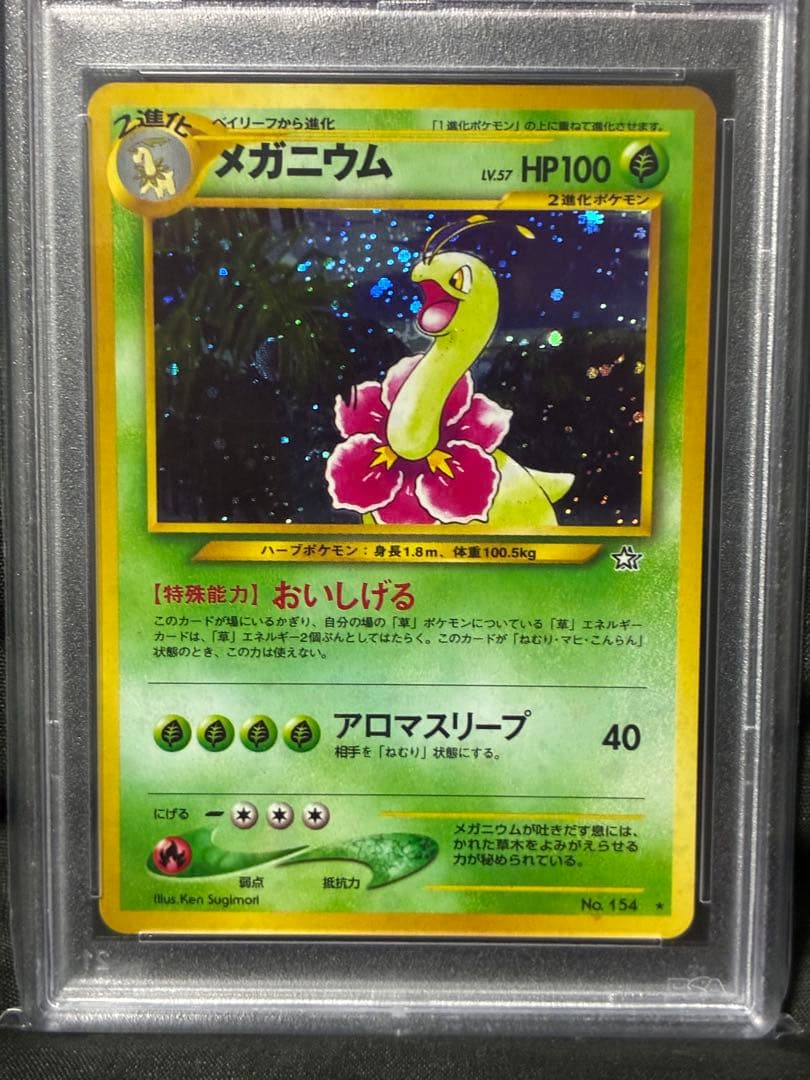 2進化
ベイリーフから進化
「1進化ポケモン」の上に重ねて進化させます。
メガニウム
LV.57 HP100
2進化ポケモン
ハーブポケモン：身長1.8m、体重100.5kg
【特殊能力】おいしげる
このカードが場にいるかぎり、自分の場の「草」ポケモンについている「草」エネルギー
カードは、「草」エネルギー2個ぶんとしてはたらく。このカードが「ねむり・マヒ・こんらん」
状態のとき、この力は使えない。
アロマスリープ 40
相手を「ねむり」状態にする。
にげる
弱点
抵抗力
メガニウムが吐きだす息には、
かれた草木をよみがえらせる
力が秘められている。
Illus.Ken Sugimori
No. 154 ★
PSA